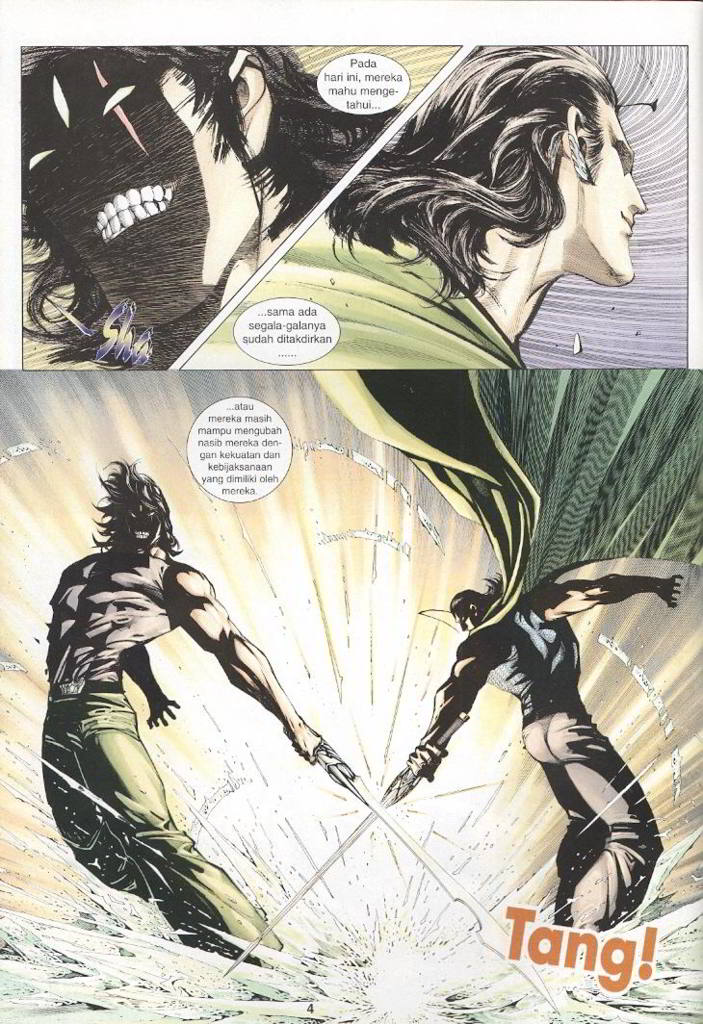 Pada
hari ini, mereka
mahu menge-
tahui...
Sha
...sama ada
segala-galanya
sudah ditakdirkan
......
...atau
mereka masih
mampu mengubah
nasib mereka den-
gan kekuatan dan
kebijaksanaan
yang dimiliki oleh
mereka.
Tang!
4